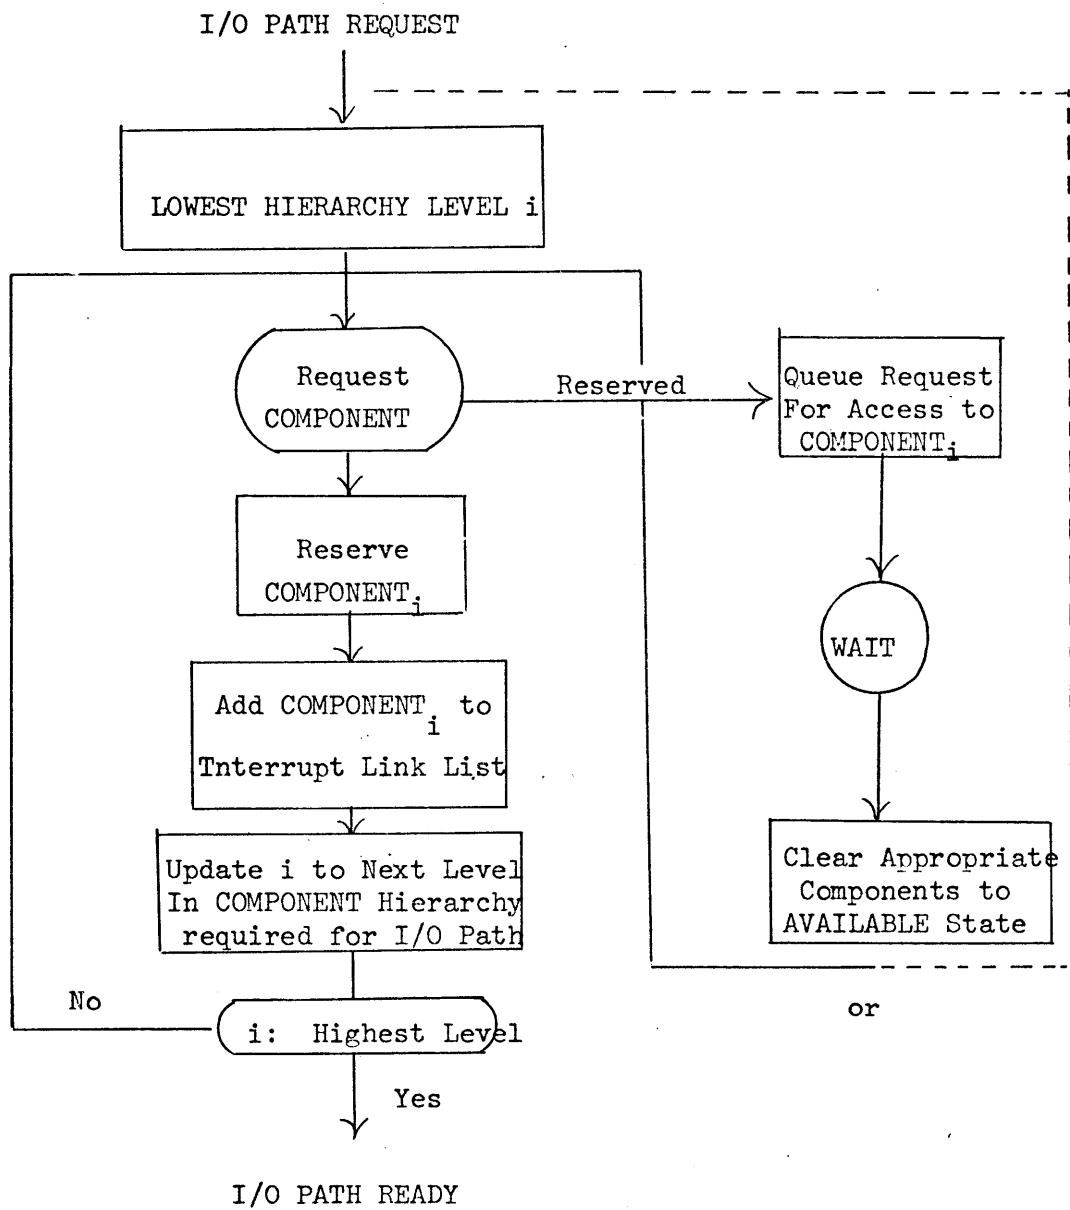 I/O PATH REQUEST
LOWEST HIERARCHY LEVEL i
Request
COMPONENT
Reserved
Queue Request
For Access to
COMPONENTi
Reserve
COMPONENTi
WAIT
Add COMPONENTi to
Tnterrupt Link List
Update i to Next Level
In COMPONENT Hierarchy
required for I/O Path
Clear Appropriate
Components to
AVAILABLE State
No
or
i: Highest Level
Yes
I/O PATH READY